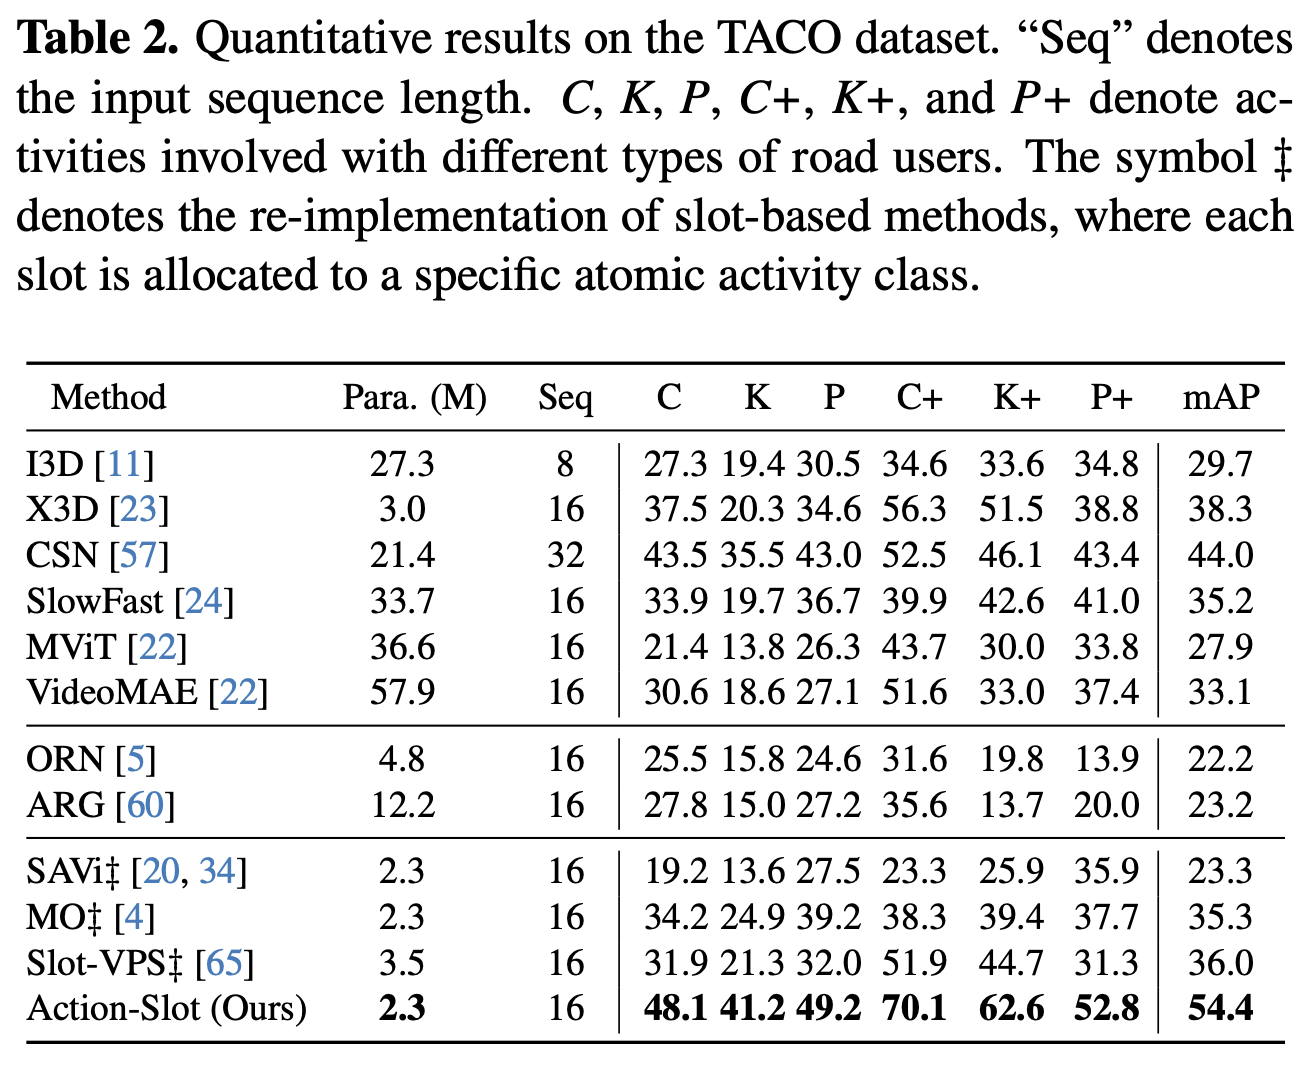 Table 2. Quantitative results on the TACO dataset. “Seq” denotes
the input sequence length. C, K, P, C+, K+, and P+ denote ac-
tivities involved with different types of road users. The symbol ‡
denotes the re-implementation of slot-based methods, where each
slot is allocated to a specific atomic activity class.
Method Para. (M) Seq C K P C+ K+ P+ mAP
I3D [11] 27.3 8 27.3 19.4 30.5 34.6 33.6 34.8 29.7
X3D [23] 3.0 16 37.5 20.3 34.6 56.3 51.5 38.8 38.3
CSN [57] 21.4 32 43.5 35.5 43.0 52.5 46.1 43.4 44.0
SlowFast [24] 33.7 16 33.9 19.7 36.7 39.9 42.6 41.0 35.2
MViT [22] 36.6 16 21.4 13.8 26.3 43.7 30.0 33.8 27.9
VideoMAE [22] 57.9 16 30.6 18.6 27.1 51.6 33.0 37.4 33.1
ORN [5] 4.8 16 25.5 15.8 24.6 31.6 19.8 13.9 22.2
ARG [60] 12.2 16 27.8 15.0 27.2 35.6 13.7 20.0 23.2
SAVi‡ [20, 34] 2.3 16 19.2 13.6 27.5 23.3 25.9 35.9 23.3
MO‡ [4] 2.3 16 34.2 24.9 39.2 38.3 39.4 37.7 35.3
Slot-VPS‡ [65] 3.5 16 31.9 21.3 32.0 51.9 44.7 31.3 36.0
Action-Slot (Ours) 2.3 16 48.1 41.2 49.2 70.1 62.6 52.8 54.4